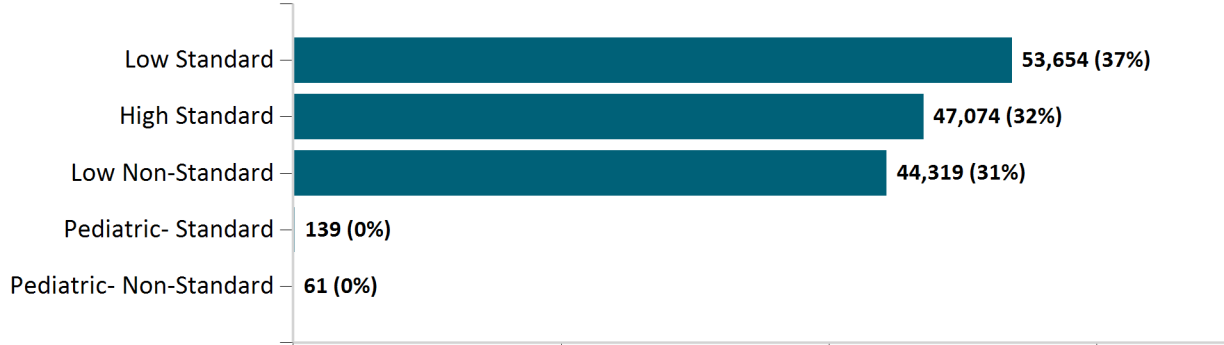 Low Standard 53,654 (37%)
High Standard 47,074 (32%)
Low Non-Standard 44,319 (31%)
Pediatric- Standard 139 (0%)
Pediatric- Non-Standard 61 (0%)